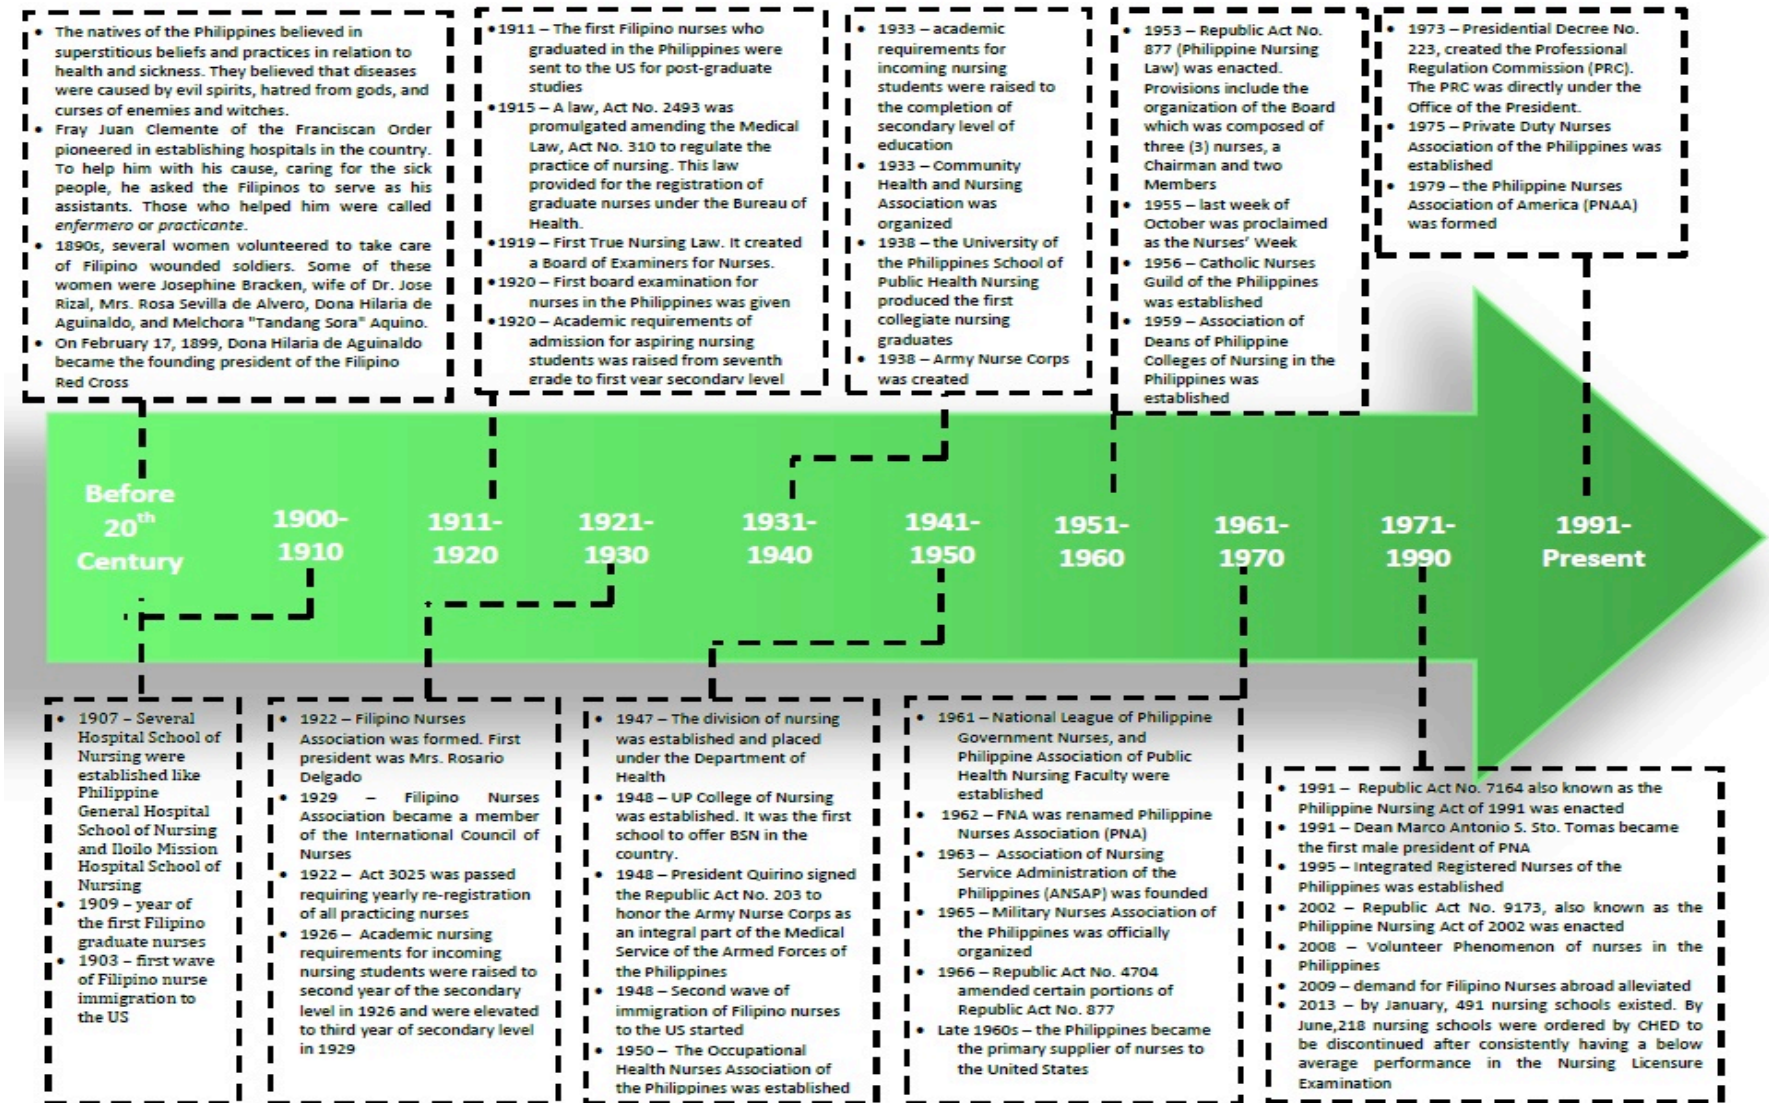 • The natives of the Philippines believed in
superstitious beliefs and practices in relation to
health and sickness. They believed that diseases
were caused by evil spirits, hatred from gods, and
curses of enemies and witches.
• Fray Juan Clemente of the Franciscan Order
pioneered in establishing hospitals in the country.
To help him with his cause, caring for the sick
people, he asked the Filipinos to serve as his
assistants. Those who helped him were called
enfermero or practicante.
• 1890s, several women volunteered to take care
of Filipino wounded soldiers. Some of these
women were Josephine Bracken, wife of Dr. Jose
Rizal, Mrs. Rosa Sevilla de Alvero, Dona Hilaria de
Aguinaldo, and Melchora "Tandang Sora" Aquino.
• On February 17, 1899, Dona Hilaria de Aguinaldo
became the founding president of the Filipino
Red Cross
• 1911 – The first Filipino nurses who
graduated in the Philippines were
sent to the US for post-graduate
studies
• 1915 – A law, Act No. 2493 was
promulgated amending the Medical
Law, Act No. 310 to regulate the
practice of nursing. This law
provided for the registration of
graduate nurses under the Bureau of
Health.
• 1919 – First True Nursing Law. It created
a Board of Examiners for Nurses.
• 1920 – First board examination for
nurses in the Philippines was given
• 1920 – Academic requirements of
admission for aspiring nursing
students was raised from seventh
grade to first year secondary level
• 1933 – academic
requirements for
incoming nursing
students were raised to
the completion of
secondary level of
education
• 1933 – Community
Health and Nursing
Association was
organized
• 1938 – the University of
the Philippines School of
Public Health Nursing
produced the first
collegiate nursing
graduates
• 1938 – Army Nurse Corps
was created
• 1953 – Republic Act No.
877 (Philippine Nursing
Law) was enacted.
Provisions include the
organization of the Board
which was composed of
three (3) nurses, a
Chairman and two
Members
• 1955 – last week of
October was proclaimed
as the Nurses' Week
• 1956 – Catholic Nurses
Guild of the Philippines
was established
• 1959 – Association of
Deans of Philippine
Colleges of Nursing in the
Philippines was
established
• 1973 – Presidential Decree No.
223, created the Professional
Regulation Commission (PRC).
The PRC was directly under the
Office of the President.
• 1975 – Private Duty Nurses
Association of the Philippines was
established
• 1979 – the Philippine Nurses
Association of America (PNAA)
was formed
Before
20th
Century
1900-
1910
1911-
1920
1921-
1930
1931-
1940
1941-
1950
1951-
1960
1961-
1970
1971-
1990
1991-
Present
• 1907 – Several
Hospital School of
Nursing were
established like
Philippine
General Hospital
School of Nursing
and Iloilo Mission
Hospital School of
Nursing
• 1909 – year of
the first Filipino
graduate nurses
• 1903 – first wave
of Filipino nurse
immigration to
the US
• 1922 – Filipino Nurses
Association was formed. First
president was Mrs. Rosario
Delgado
• 1929 – Filipino Nurses
Association became a member
of the International Council of
Nurses
• 1922 – Act 3025 was passed
requiring yearly re-registration
of all practicing nurses
• 1926 – Academic nursing
requirements for incoming
nursing students were raised to
second year of the secondary
level in 1926 and were elevated
to third year of secondary level
in 1929
• 1947 – The division of nursing
was established and placed
under the Department of
Health
• 1948 – UP College of Nursing
was established. It was the first
school to offer BSN in the
country.
• 1948 – President Quirino signed
the Republic Act No. 203 to
honor the Army Nurse Corps as
an integral part of the Medical
Service of the Armed Forces of
the Philippines
• 1948 – Second wave of
immigration of Filipino nurses
to the US started
• 1950 – The Occupational
Health Nurses Association of
the Philippines was established
• 1961 – National League of Philippine
Government Nurses, and
Philippine Association of Public
Health Nursing Faculty were
established
• 1962 – FNA was renamed Philippine
Nurses Association (PNA)
• 1963 – Association of Nursing
Service Administration of the
Philippines (ANSAP) was founded
• 1965 – Military Nurses Association of
the Philippines was officially
organized
• 1966 – Republic Act No. 4704
amended certain portions of
Republic Act No. 877
• Late 1960s – the Philippines became
the primary supplier of nurses to
the United States
• 1991 – Republic Act No. 7164 also known as the
Philippine Nursing Act of 1991 was enacted
• 1991 – Dean Marco Antonio S. Sto. Tomas became
the first male president of PNA
• 1995 – Integrated Registered Nurses of the
Philippines was established
• 2002 – Republic Act No. 9173, also known as the
Philippine Nursing Act of 2002 was enacted
• 2008 – Volunteer Phenomenon of nurses in the
Philippines
• 2009 – demand for Filipino Nurses abroad alleviated
• 2013 – by January, 491 nursing schools existed. By
June,218 nursing schools were ordered by CHED to
be discontinued after consistently having a below
average performance in the Nursing Licensure
Examination